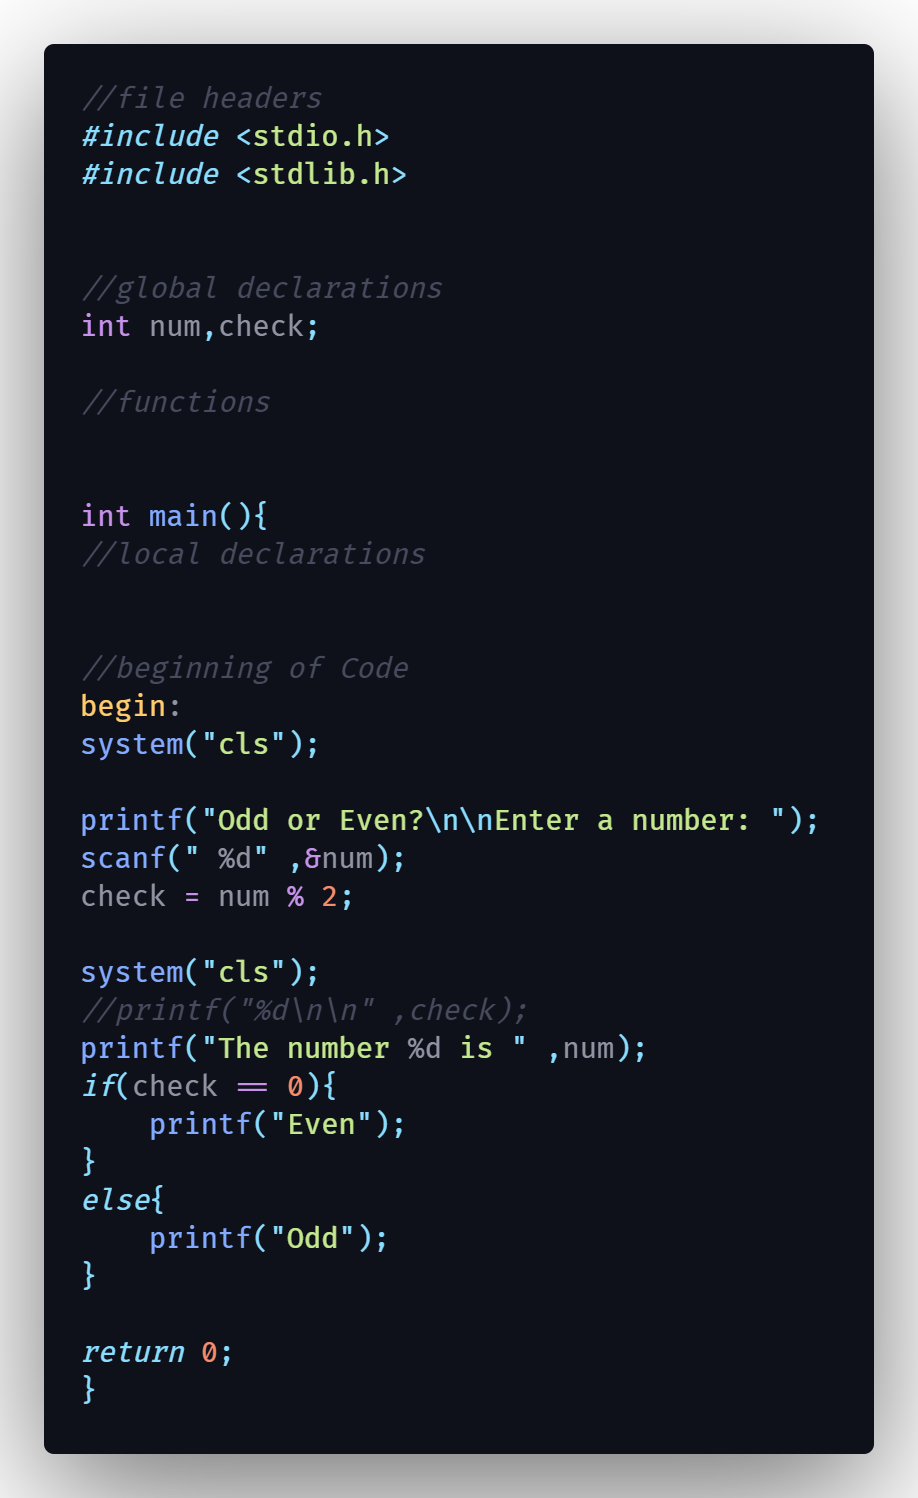 //file headers
#include <stdio.h>
#include <stdlib.h>
//global declarations
int num,check;
//functions
int main(){
//local declarations
//beginning of Code
begin:
system("cls");
printf("Odd or Even?\n\nEnter a number: ");
scanf(" %d" ,&num);
check = num % 2;
system("cls");
//printf("%d\n\n" ,check);
printf("The number %d is " ,num);
if(check == 0){
    printf("Even");
}
else{
    printf("Odd");
}
return 0;
}